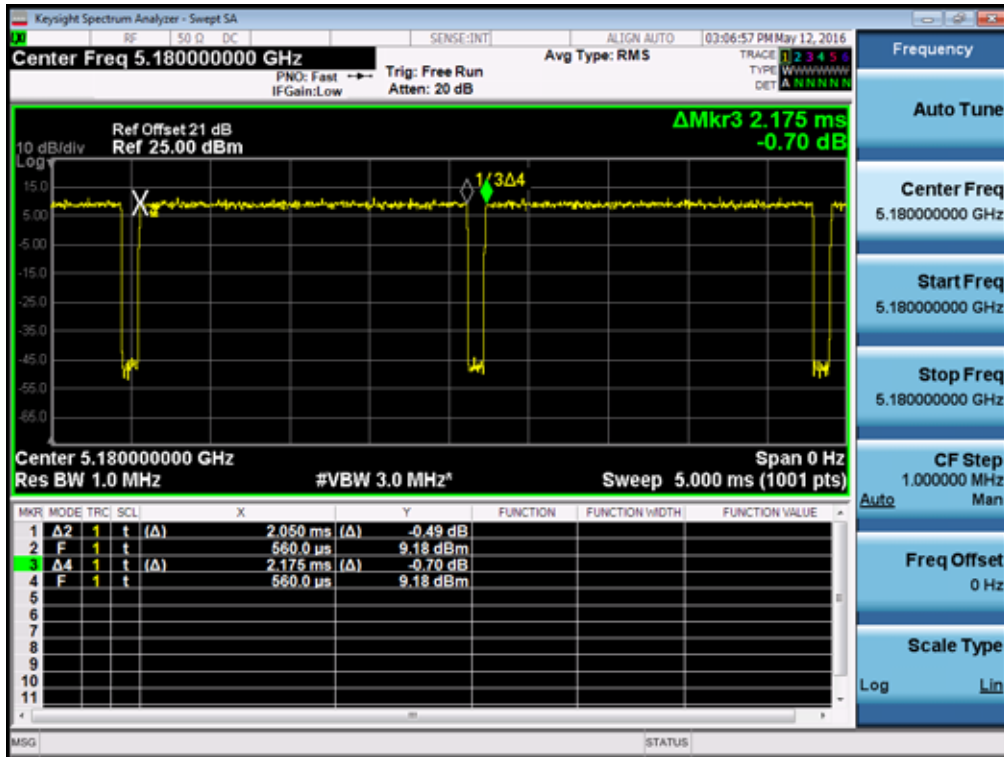 Keysight Spectrum Analyzer - Swept SA
RF 50 Ω DC SENSE:INT ALIGN AUTO 03:06:57 PM May 12, 2016
Center Freq 5.180000000 GHz
PNO: Fast
IFGain:Low
Trig: Free Run
Atten: 20 dB
Avg Type: RMS
TRACE 1 2 3 4 5 6
TYPE WWWWWW
DET A N N N N N
Ref Offset 21 dB
10 dB/div Ref 25.00 dBm
Log
ΔMkr3 2.175 ms
-0.70 dB
15.0
5.00
-5.00
-15.0
-25.0
-35.0
-45.0
-55.0
-65.0
1/3Δ4
Center 5.180000000 GHz Span 0 Hz
Res BW 1.0 MHz #VBW 3.0 MHz* Sweep 5.000 ms (1001 pts)
MKR MODE TRC SCL X Y FUNCTION FUNCTION WIDTH FUNCTION VALUE
1 Δ2 1 t (Δ) 2.050 ms (Δ) -0.49 dB
2 F 1 t 560.0 µs 9.18 dBm
3 Δ4 1 t (Δ) 2.175 ms (Δ) -0.70 dB
4 F 1 t 560.0 µs 9.18 dBm
5
6
7
8
9
10
11
MSG STATUS
Frequency
Auto Tune
Center Freq
5.180000000 GHz
Start Freq
5.180000000 GHz
Stop Freq
5.180000000 GHz
CF Step
1.000000 MHz
Auto Man
Freq Offset
0 Hz
Scale Type
Log Lin